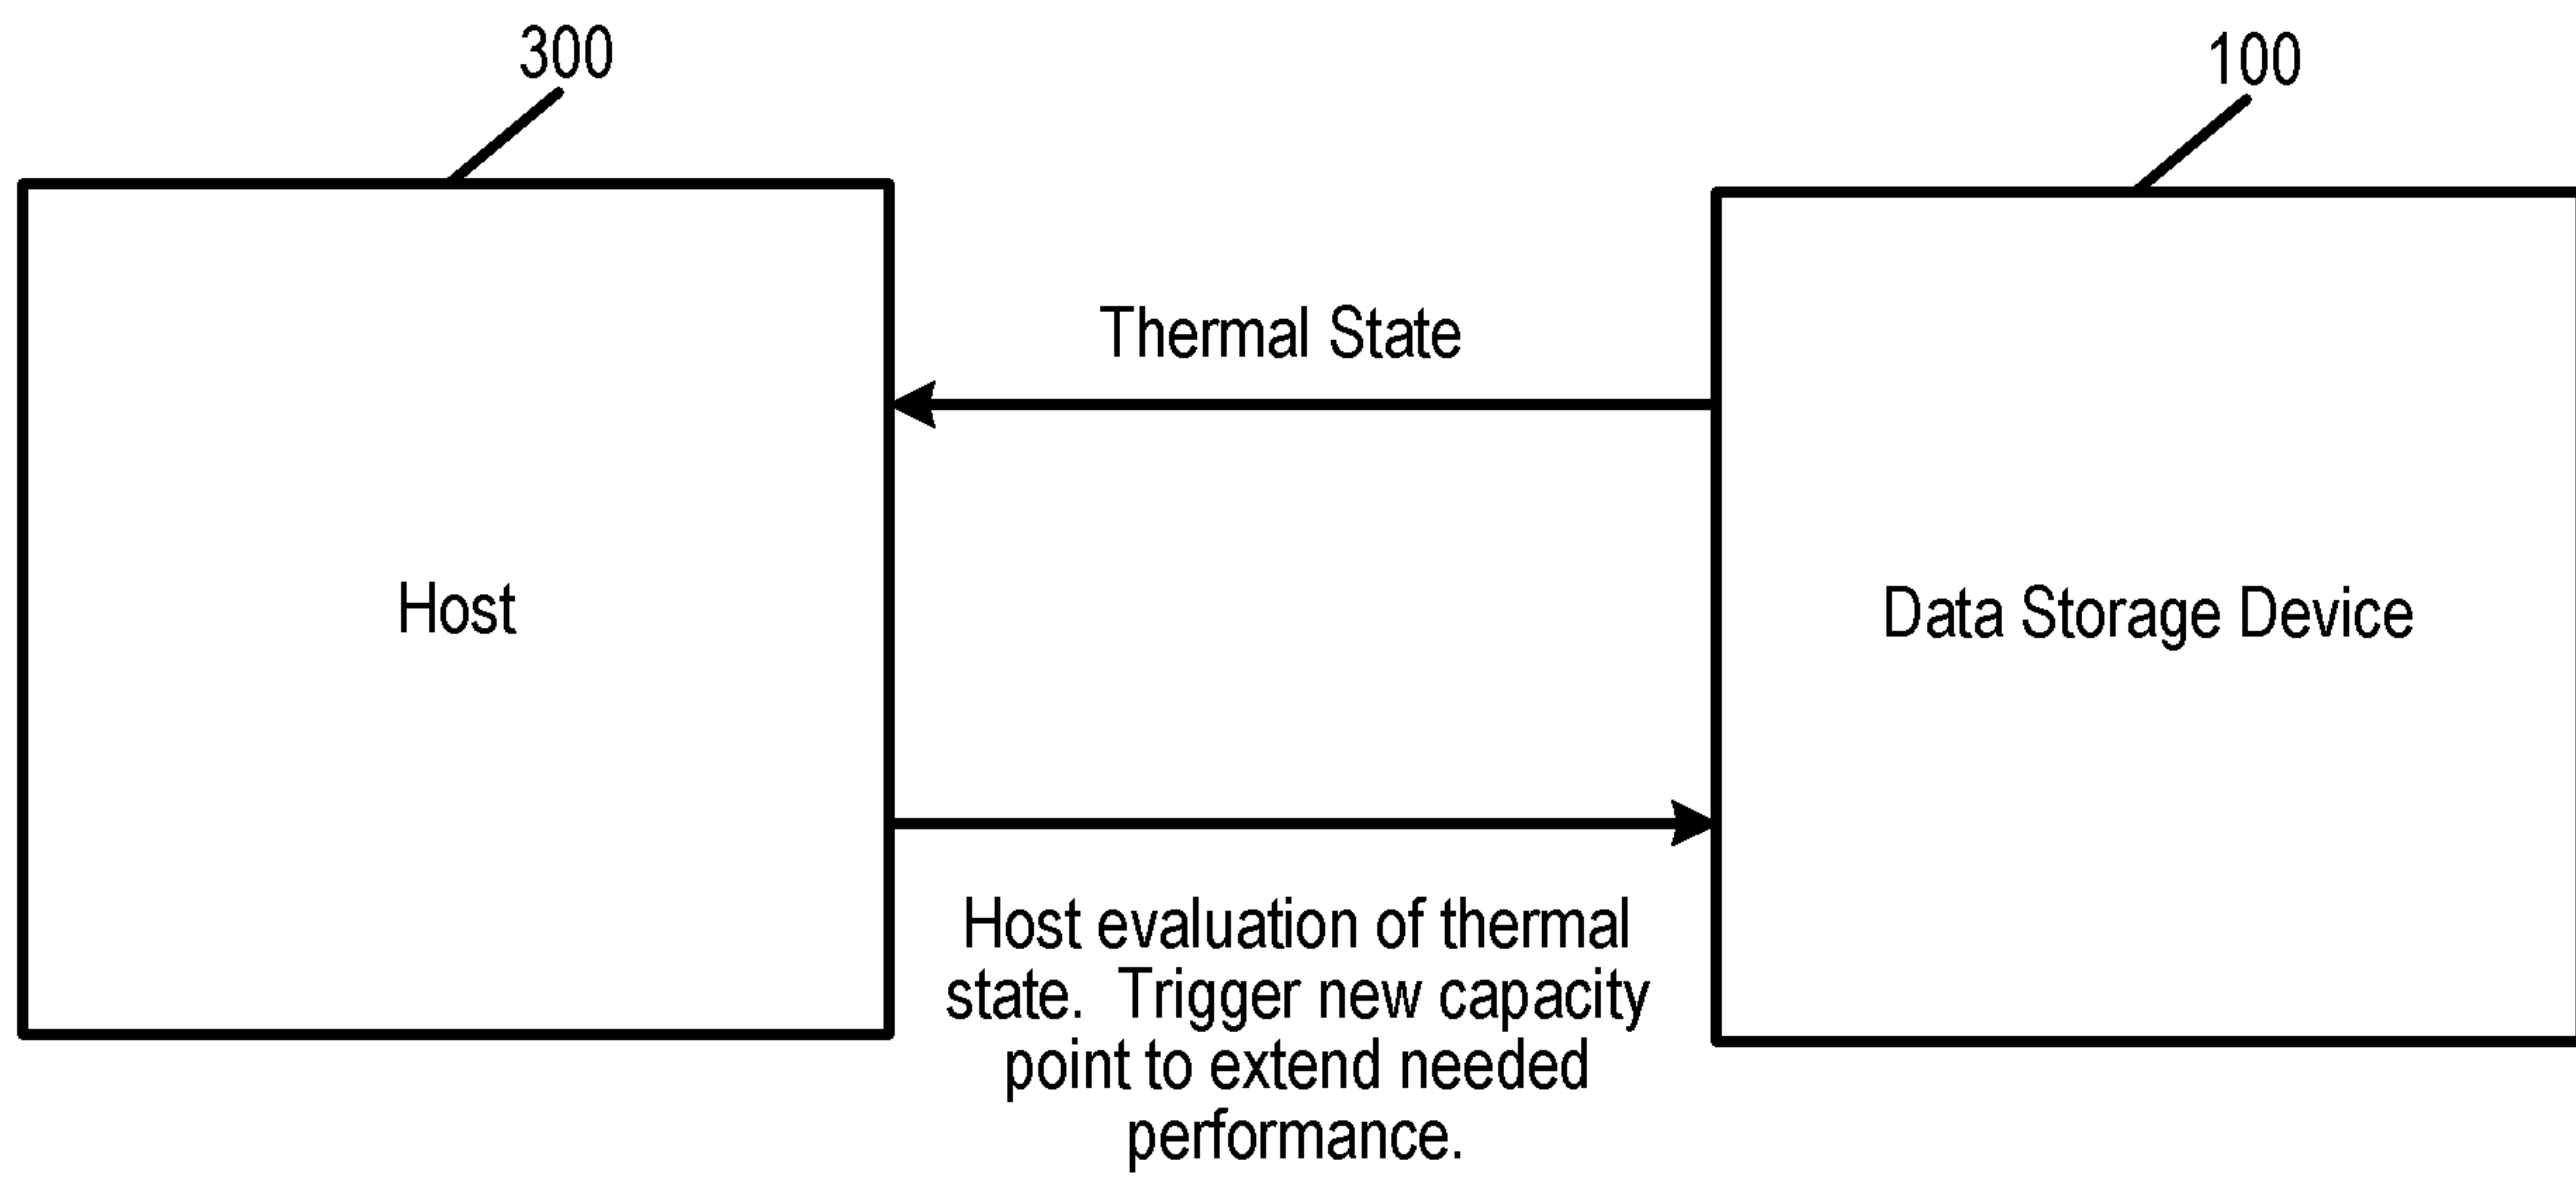 300
100
Thermal State
Host
Data Storage Device
Host evaluation of thermal
state.  Trigger new capacity
point to extend needed
performance.